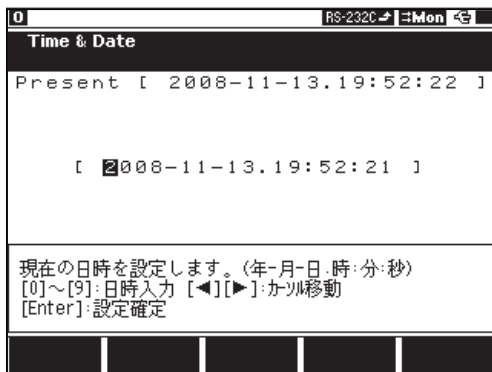 0 RS-232C ⇄Mon
Time & Date
Present [ 2008-11-13.19:52:22 ]
[ 2008-11-13.19:52:21 ]
現在の日時を設定します。(年-月-日.時:分:秒)
[0]～[9]:日時入力 [◀][▶]:ｶｰｿﾙ移動
[Enter]:設定確定